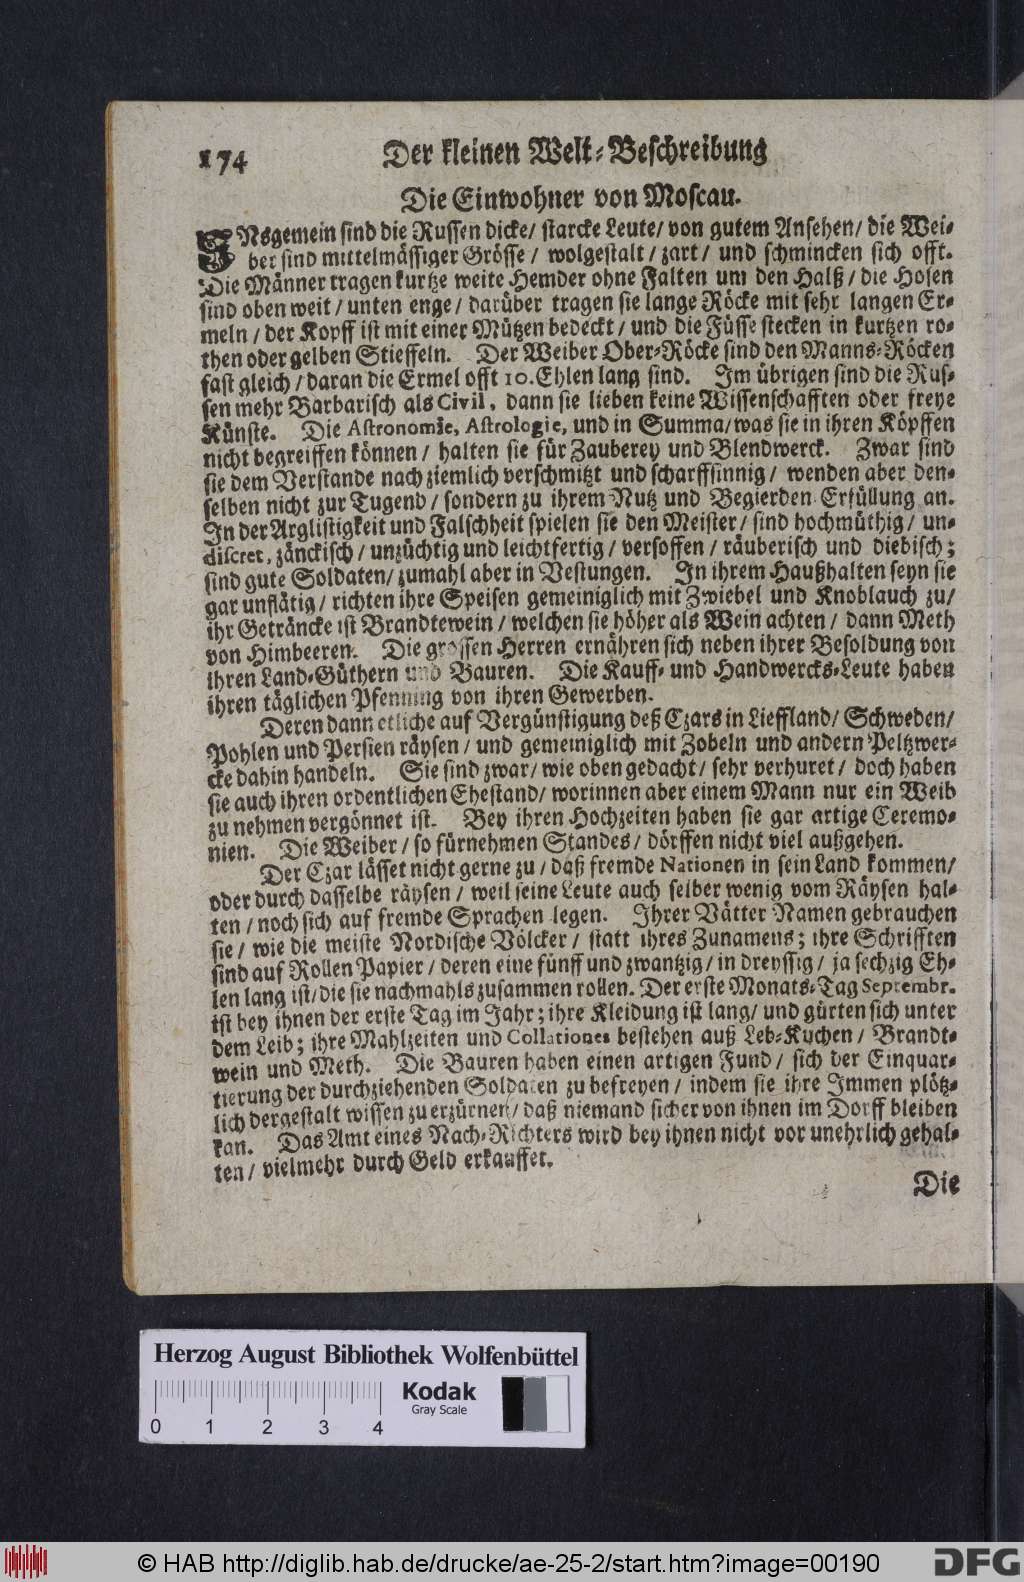 174 Der kleinen Welt-Beschreibung
Die Einwohner von Moscau.
INsgemein sind die Russen dicke/ starcke Leute/ von gutem Ansehen/ die Wei-
ber sind mittelmässiger Grösse / wolgestalt / zart/ und schmincken sich offt.
Die Männer tragen kurtze weite Hemder ohne Falten um den Halß / die Hosen
sind oben weit / unten enge / darüber tragen sie lange Röcke mit sehr langen Er-
meln / der Kopff ist mit einer Mützen bedeckt / und die Füsse stecken in kurtzen ro-
then oder gelben Stieffeln. Der Weiber Ober-Röcke sind den Manns-Röcken
fast gleich / daran die Ermel offt 10. Ehlen lang sind. Im übrigen sind die Rus-
sen mehr Barbarisch als Civil, dann sie lieben keine Wissenschafften oder freye
Künste. Die Astronomie, Astrologie, und in Summa/ was sie in ihren Köpffen
nicht begreiffen können / halten sie für Zauberey und Blendwerck. Zwar sind
sie dem Verstande nach ziemlich verschmitzt und scharffsinnig / wenden aber den-
selben nicht zur Tugend / sondern zu ihrem Nutz und Begierden Erfüllung an.
In der Arglistigkeit und Falschheit spielen sie den Meister / sind hochmüthig / un-
discret, zänckisch / unzüchtig und leichtfertig / versoffen / räuberisch und diebisch;
sind gute Soldaten/ zumahl aber in Vestungen. In ihrem Haußhalten seyn sie
gar unflätig / richten ihre Speisen gemeiniglich mit Zwiebel und Knoblauch zu/
ihr Geträncke ist Brandtewein / welchen sie höher als Wein achten / dann Meth
von Himbeeren. Die grossen Herren ernähren sich neben ihrer Besoldung von
ihren Land-Güthern und Bauren. Die Kauff- und Handwercks-Leute haben
ihren täglichen Pfenning von ihren Gewerben.
Deren dann etliche auf Vergünstigung deß Czars in Lieffland/ Schweden/
Pohlen und Persien räysen / und gemeiniglich mit Zobeln und andern Peltzwer-
cke dahin handeln. Sie sind zwar/ wie oben gedacht/ sehr verhuret / doch haben
sie auch ihren ordentlichen Ehestand/ worinnen aber einem Mann nur ein Weib
zu nehmen vergönnet ist. Bey ihren Hochzeiten haben sie gar artige Ceremo-
nien. Die Weiber / so fürnehmen Standes / dörffen nicht viel außgehen.
Der Czar lässet nicht gerne zu / daß fremde Nationen in sein Land kommen/
oder durch dasselbe räysen / weil seine Leute auch selber wenig vom Räysen hal-
ten / noch sich auf fremde Sprachen legen. Ihrer Vätter Namen gebrauchen
sie / wie die meiste Nordische Völcker / statt ihres Zunamens; ihre Schrifften
sind auf Rollen Papier / deren eine fünff und zwantzig / in dreyssig / ja sechzig Eh-
len lang ist/ die sie nachmahls zusammen rollen. Der erste Monats-Tag Septembr.
ist bey ihnen der erste Tag im Jahr; ihre Kleidung ist lang/ und gürten sich unter
dem Leib; ihre Mahlzeiten und Collationes bestehen auß Leb-Kuchen / Brandt-
wein und Meth. Die Bauren haben einen artigen Fund / sich der Einquar-
tierung der durchziehenden Soldaten zu befreyen / indem sie ihre Immen plötz-
lich dergestalt wissen zu erzürnen / daß niemand sicher von ihnen im Dorff bleiben
kan. Das Amt eines Nach-Richters wird bey ihnen nicht vor unehrlich gehal-
ten / vielmehr durch Geld erkauffet.
Die
Herzog August Bibliothek Wolfenbüttel
Kodak
Gray Scale
0 1 2 3 4
© HAB http://diglib.hab.de/drucke/ae-25-2/start.htm?image=00190
DFG